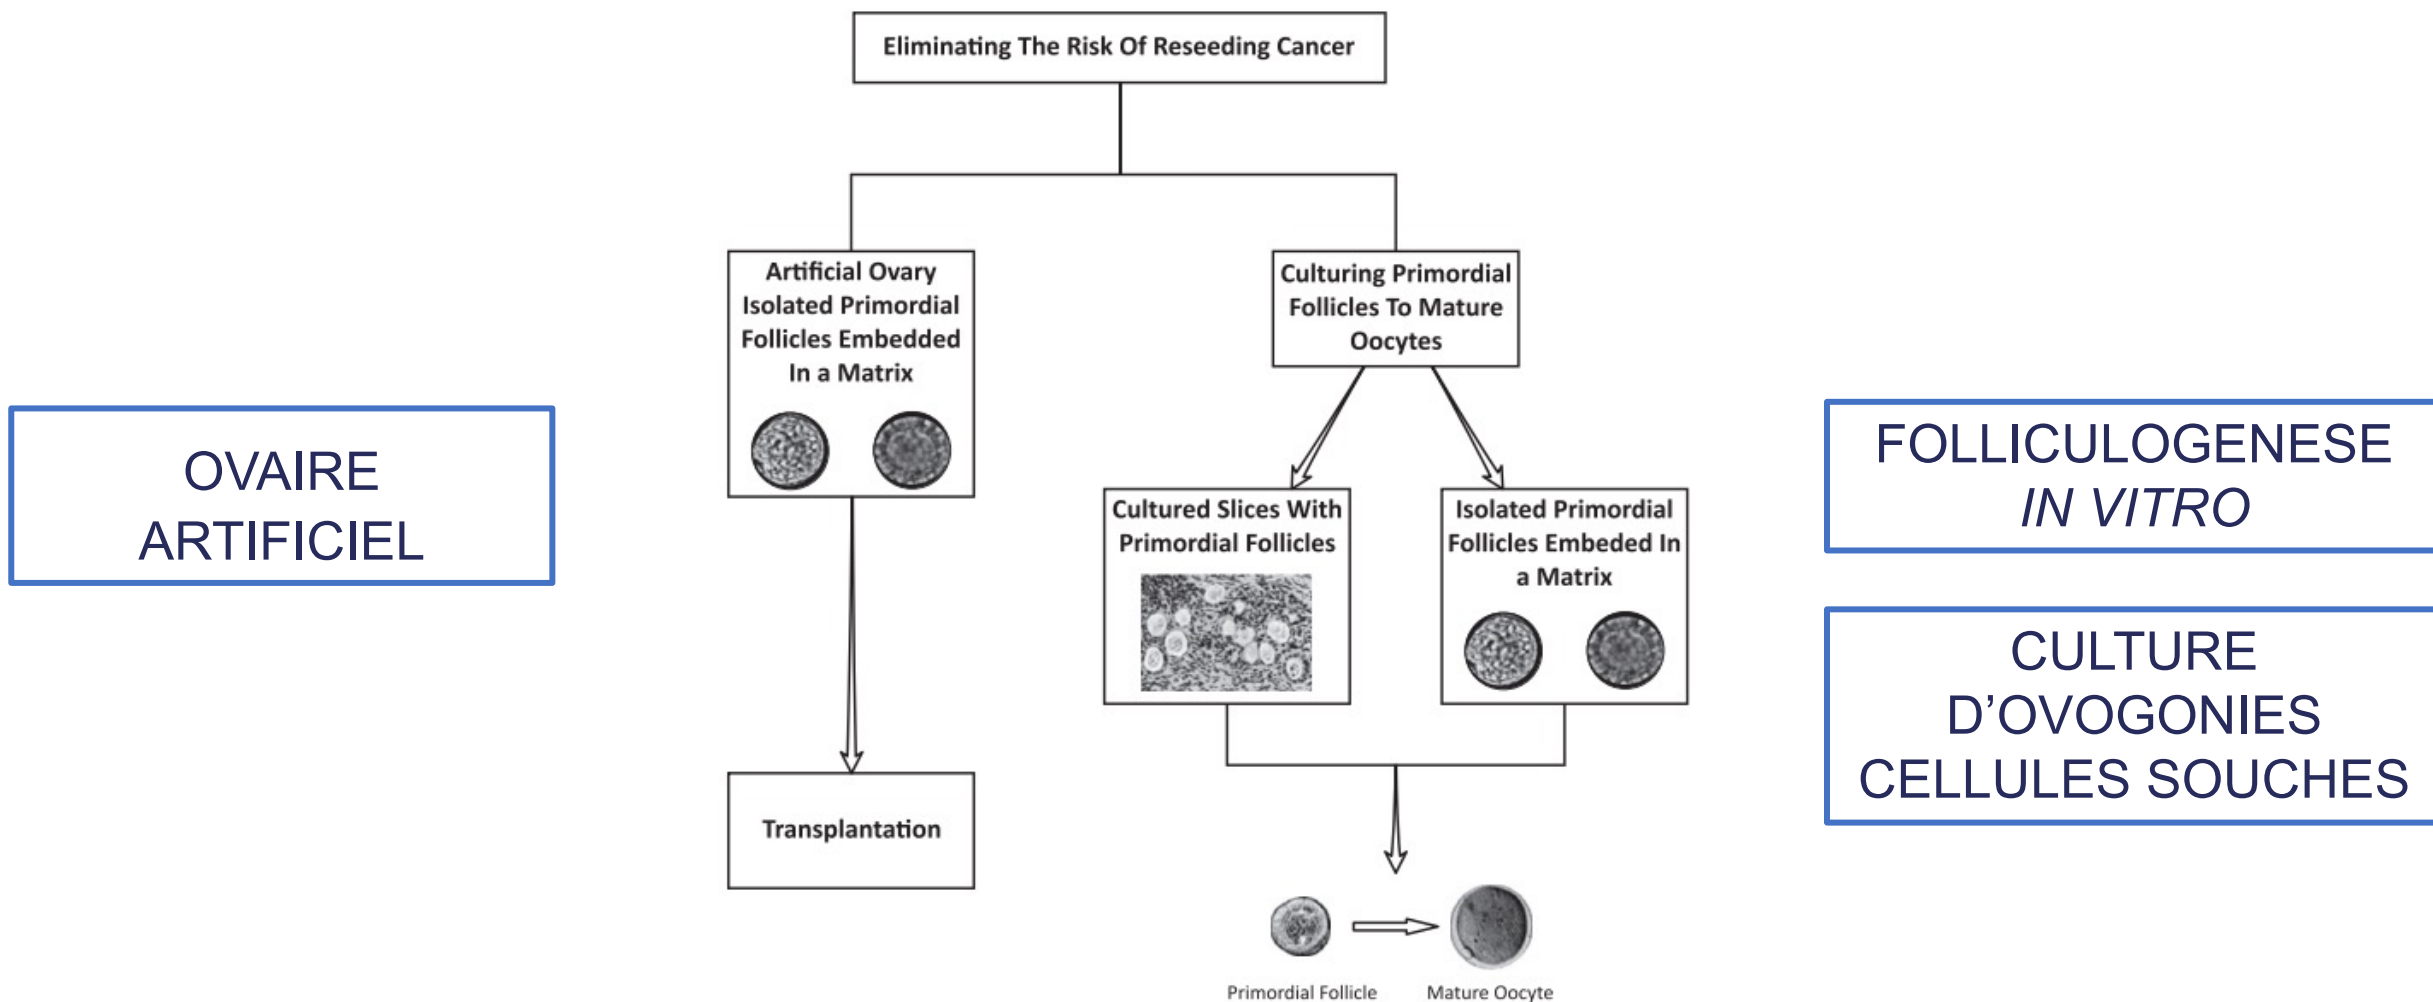 Eliminating The Risk Of Reseeding Cancer
Artificial Ovary
Isolated Primordial
Follicles Embedded
In a Matrix
Culturing Primordial
Follicles To Mature
Oocytes
OVAIRE
ARTIFICIEL
FOLLICULOGENESE
IN VITRO
Cultured Slices With
Primordial Follicles
Isolated Primordial
Follicles Embeded In
a Matrix
CULTURE
D’OVOGONIES
CELLULES SOUCHES
Transplantation
Primordial Follicle
Mature Oocyte